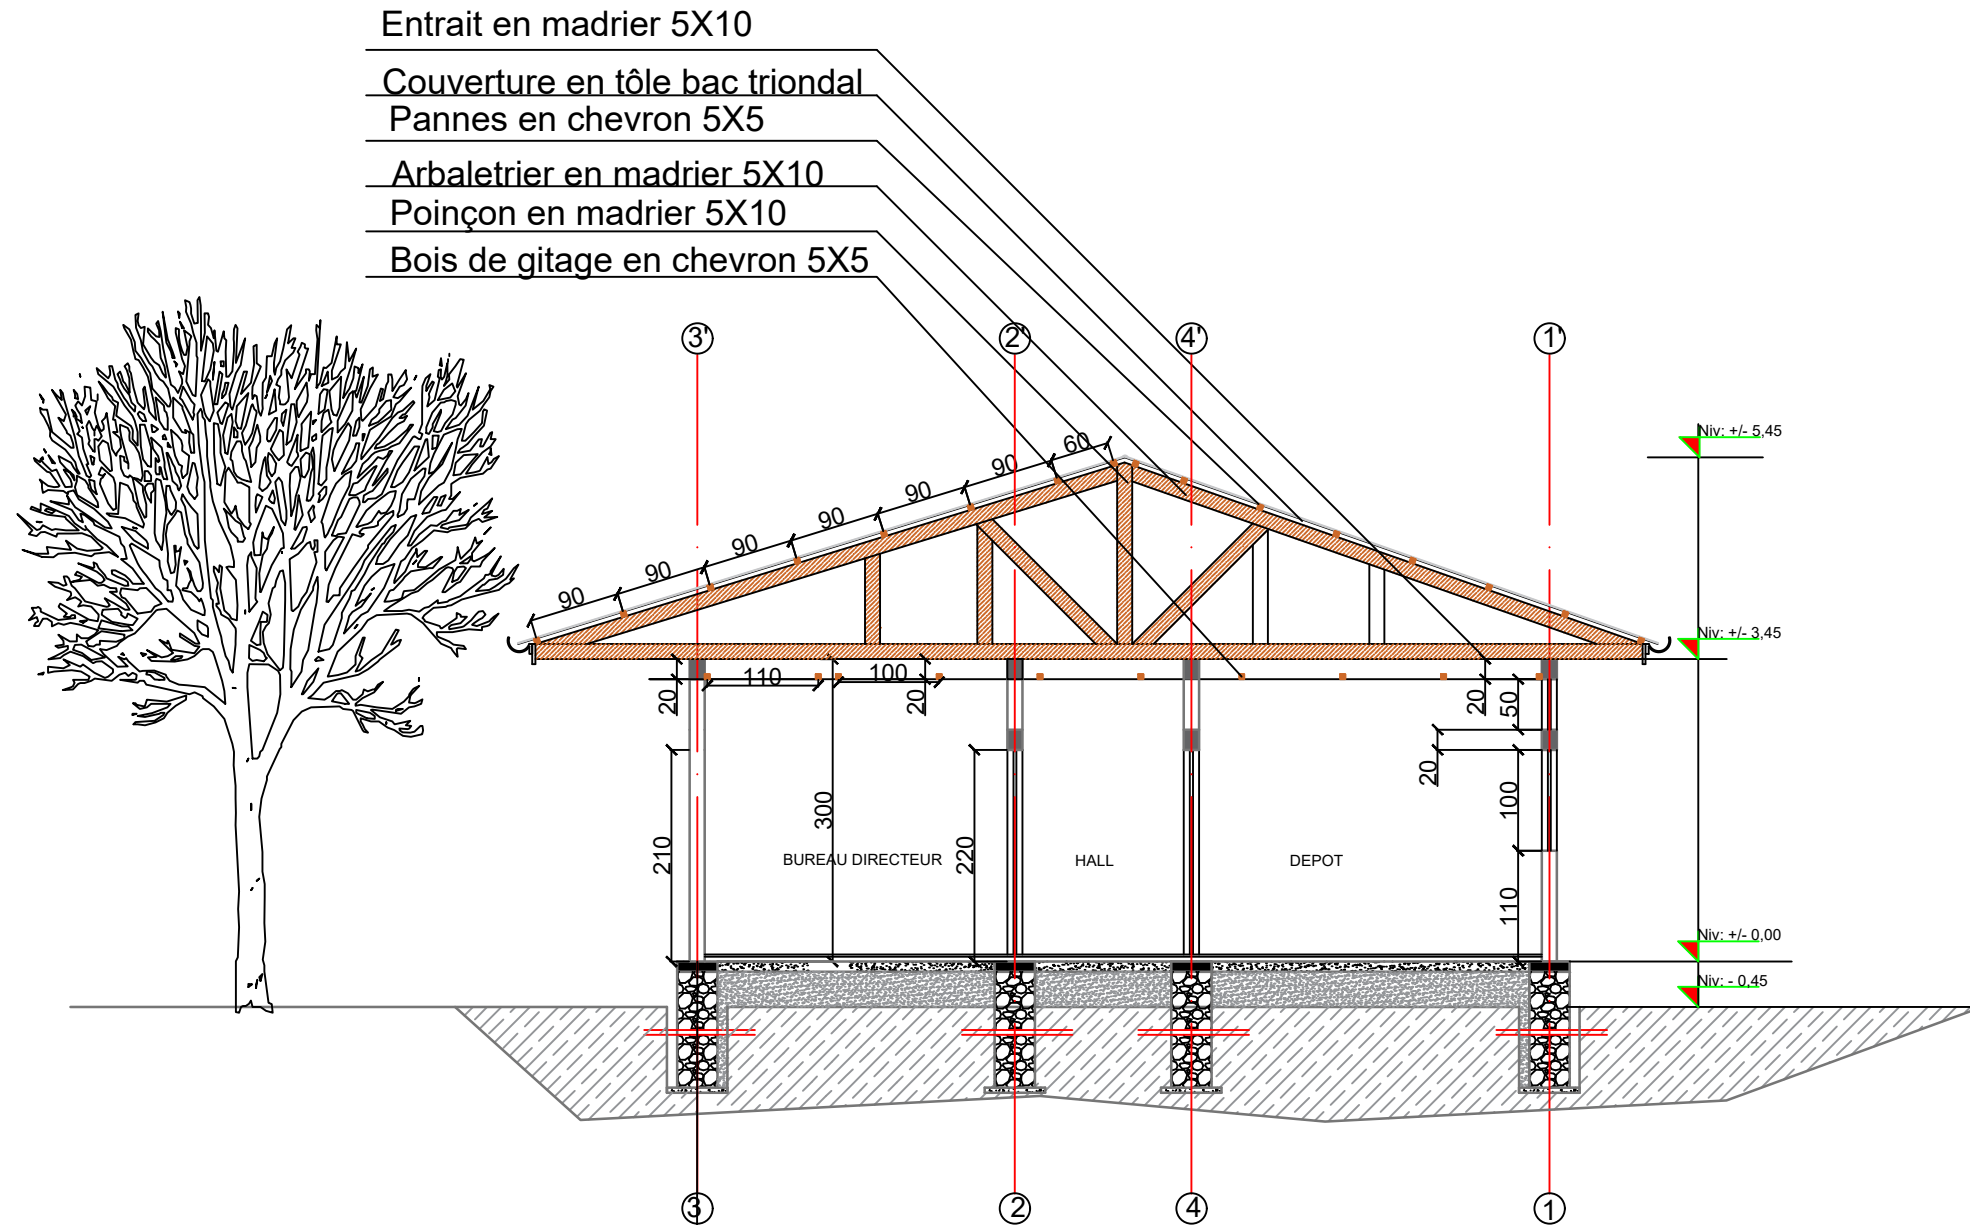 Entrait en madrier 5X10
Couverture en tôle bac triondal
Pannes en chevron 5X5
Arbaletrier en madrier 5X10
Poinçon en madrier 5X10
Bois de gitage en chevron 5X5
3' 2' 4' 1'
Niv: +/- 5,45
60
90
90
90
90
90
90
Niv: +/- 3,45
110 100
20 20 20 50
20
100
300
210 220
BUREAU DIRECTEUR HALL DEPOT
110
Niv: +/- 0,00
Niv: - 0,45
3 2 4 1